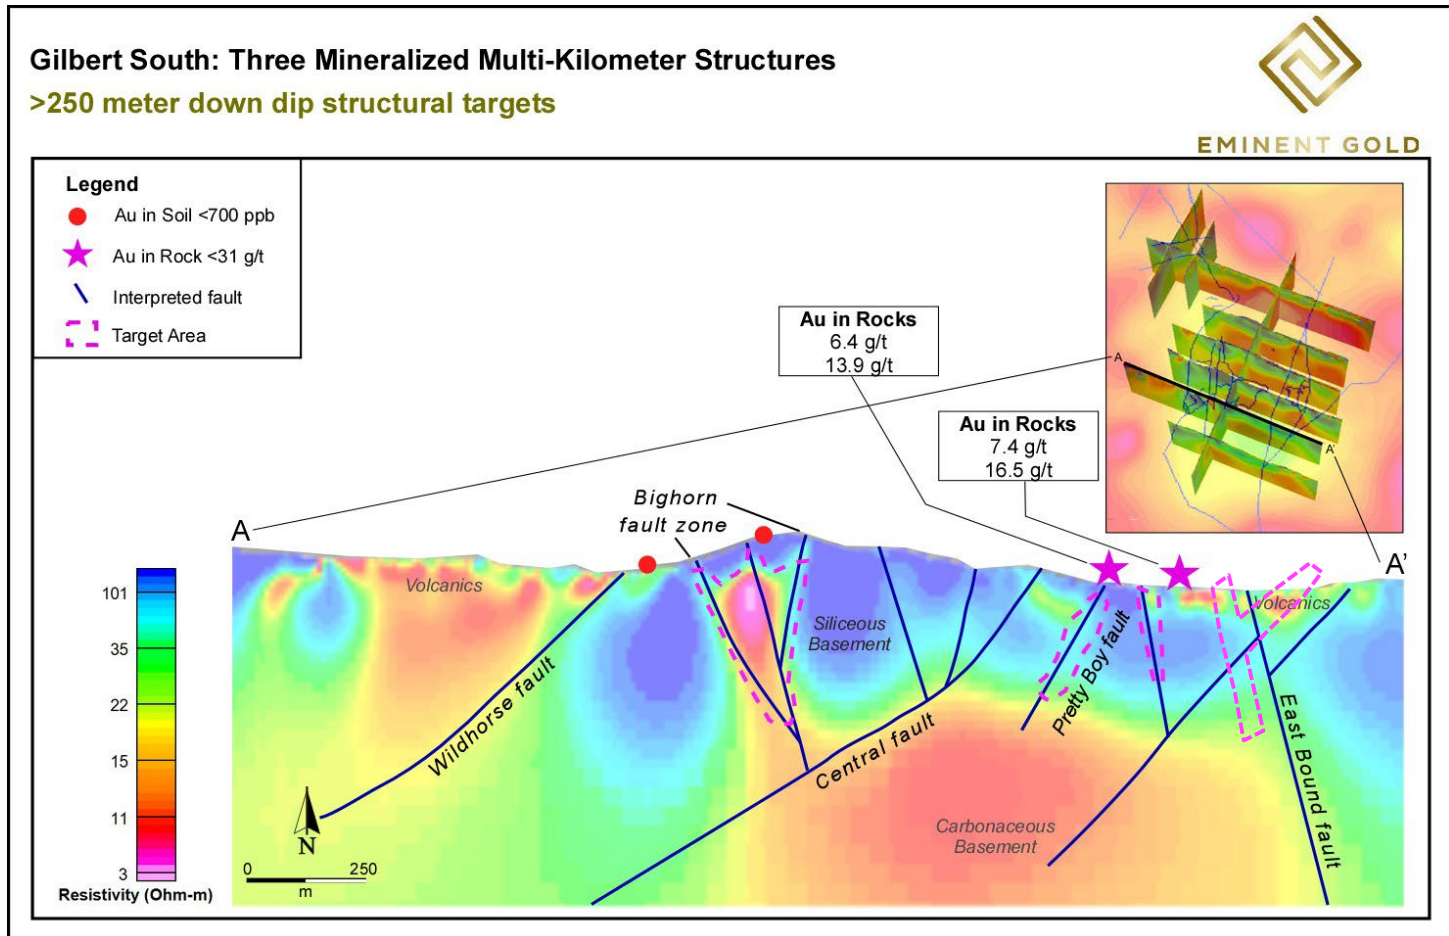 Gilbert South: Three Mineralized Multi-Kilometer Structures
>250 meter down dip structural targets
EMINENT GOLD
Legend
Au in Soil <700 ppb
Au in Rock <31 g/t
Interpreted fault
Target Area
A
A'
Au in Rocks
6.4 g/t
13.9 g/t
Au in Rocks
7.4 g/t
16.5 g/t
Bighorn
fault zone
A
A'
Volcanics
Volcanics
Siliceous
Basement
Wildhorse fault
Central fault
Pretty Boy fault
East Bound fault
Carbonaceous
Basement
101
35
22
15
11
3
Resistivity (Ohm-m)
N
0
250
m